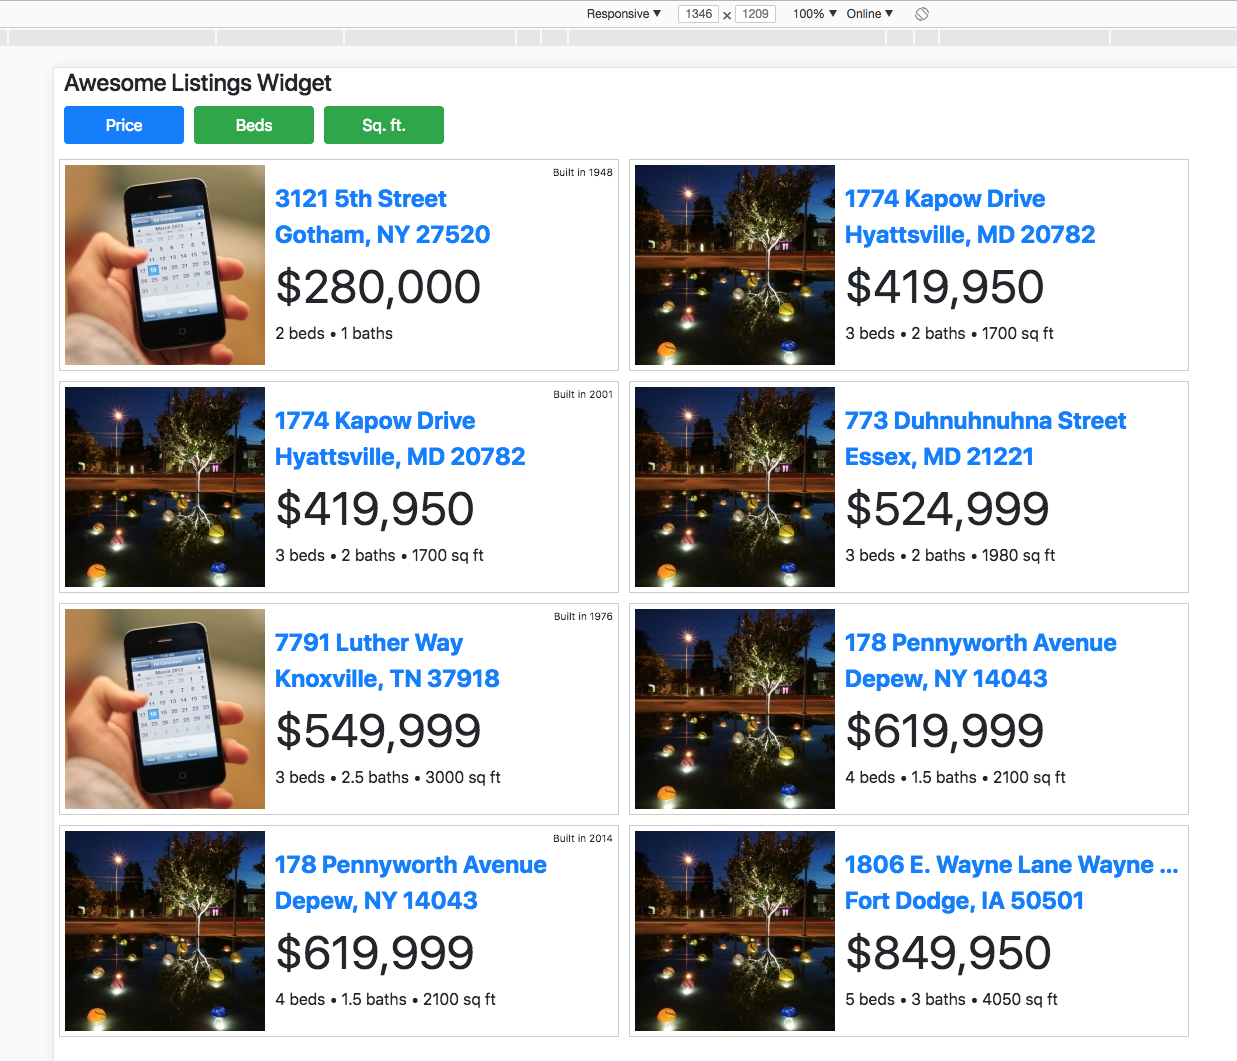 Responsive ▼ 1346 × 1209 100% ▼ Online ▼
Awesome Listings Widget
Price Beds Sq. ft.
Built in 1948
3121 5th Street
Gotham, NY 27520
$280,000
2 beds • 1 baths
1774 Kapow Drive
Hyattsville, MD 20782
$419,950
3 beds • 2 baths • 1700 sq ft
Built in 2001
1774 Kapow Drive
Hyattsville, MD 20782
$419,950
3 beds • 2 baths • 1700 sq ft
773 Duhnuhnuhna Street
Essex, MD 21221
$524,999
3 beds • 2 baths • 1980 sq ft
Built in 1976
7791 Luther Way
Knoxville, TN 37918
$549,999
3 beds • 2.5 baths • 3000 sq ft
178 Pennyworth Avenue
Depew, NY 14043
$619,999
4 beds • 1.5 baths • 2100 sq ft
Built in 2014
178 Pennyworth Avenue
Depew, NY 14043
$619,999
4 beds • 1.5 baths • 2100 sq ft
1806 E. Wayne Lane Wayne ...
Fort Dodge, IA 50501
$849,950
5 beds • 3 baths • 4050 sq ft